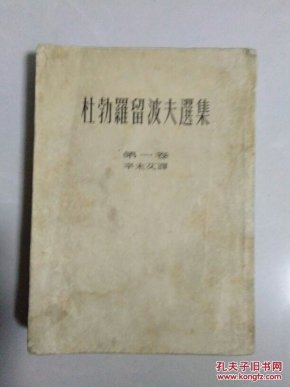 杜勃羅留波夫選集
第一卷
辛未艾譯
孔夫子旧书网